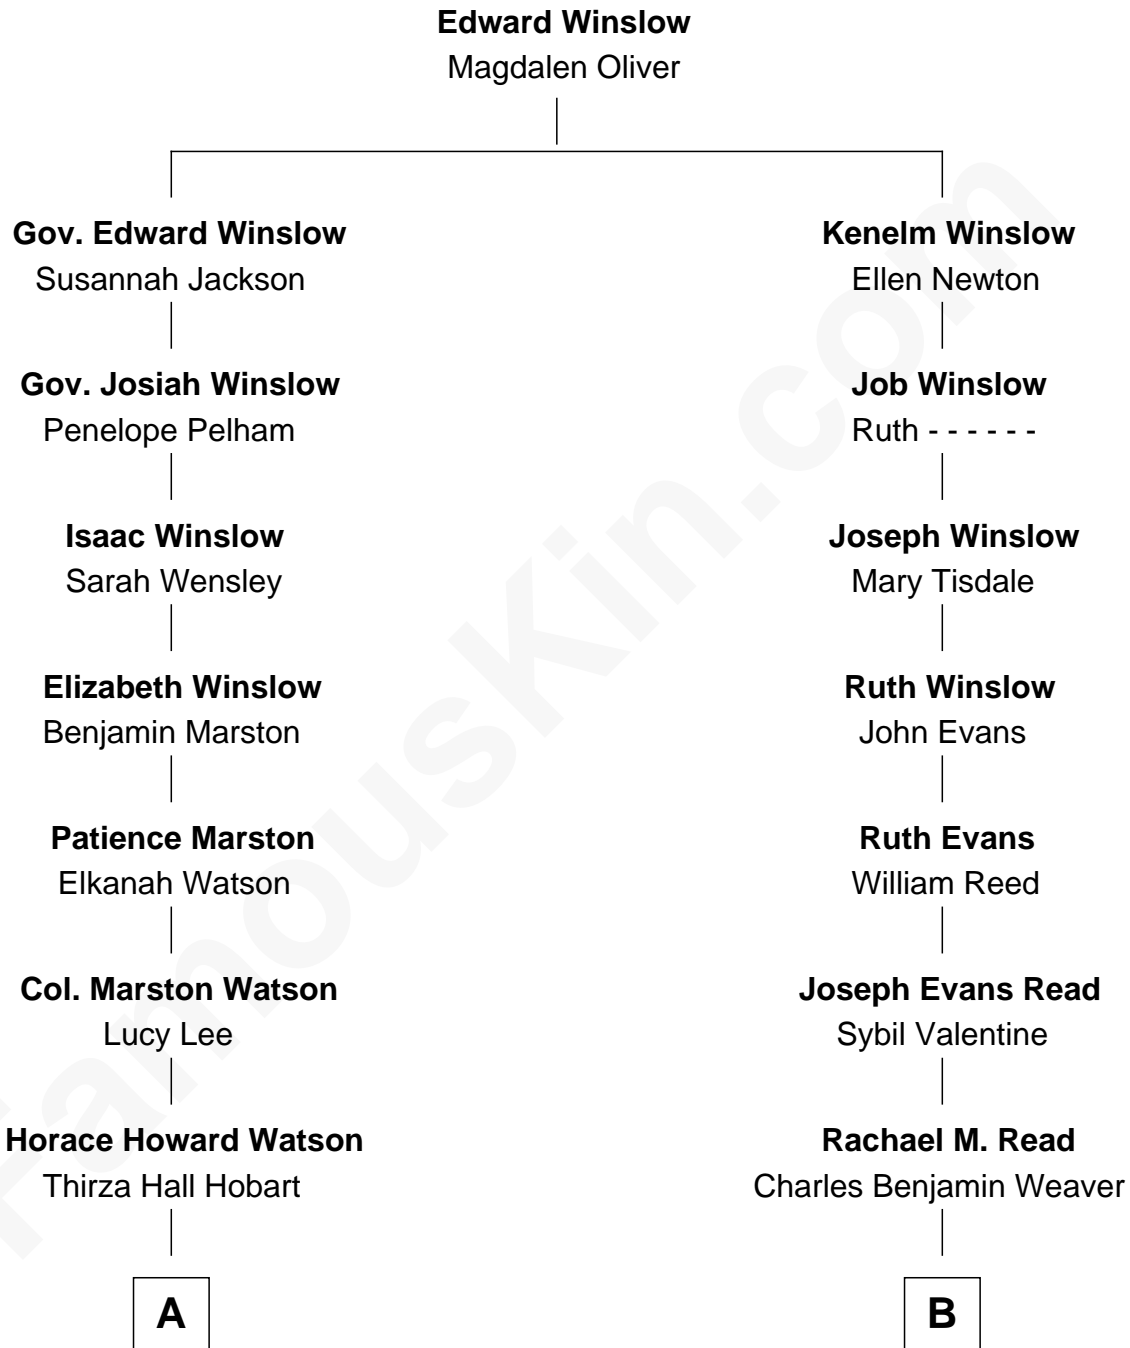 Edward Winslow
Magdalen Oliver
Gov. Edward Winslow
Susannah Jackson
Kenelm Winslow
Ellen Newton
Gov. Josiah Winslow
Penelope Pelham
Job Winslow
Ruth - - - - - -
Isaac Winslow
Sarah Wensley
Joseph Winslow
Mary Tisdale
Elizabeth Winslow
Benjamin Marston
Ruth Winslow
John Evans
Patience Marston
Elkanah Watson
Ruth Evans
William Reed
Col. Marston Watson
Lucy Lee
Joseph Evans Read
Sybil Valentine
Horace Howard Watson
Thirza Hall Hobart
Rachael M. Read
Charles Benjamin Weaver
A
B
FamousKin.com